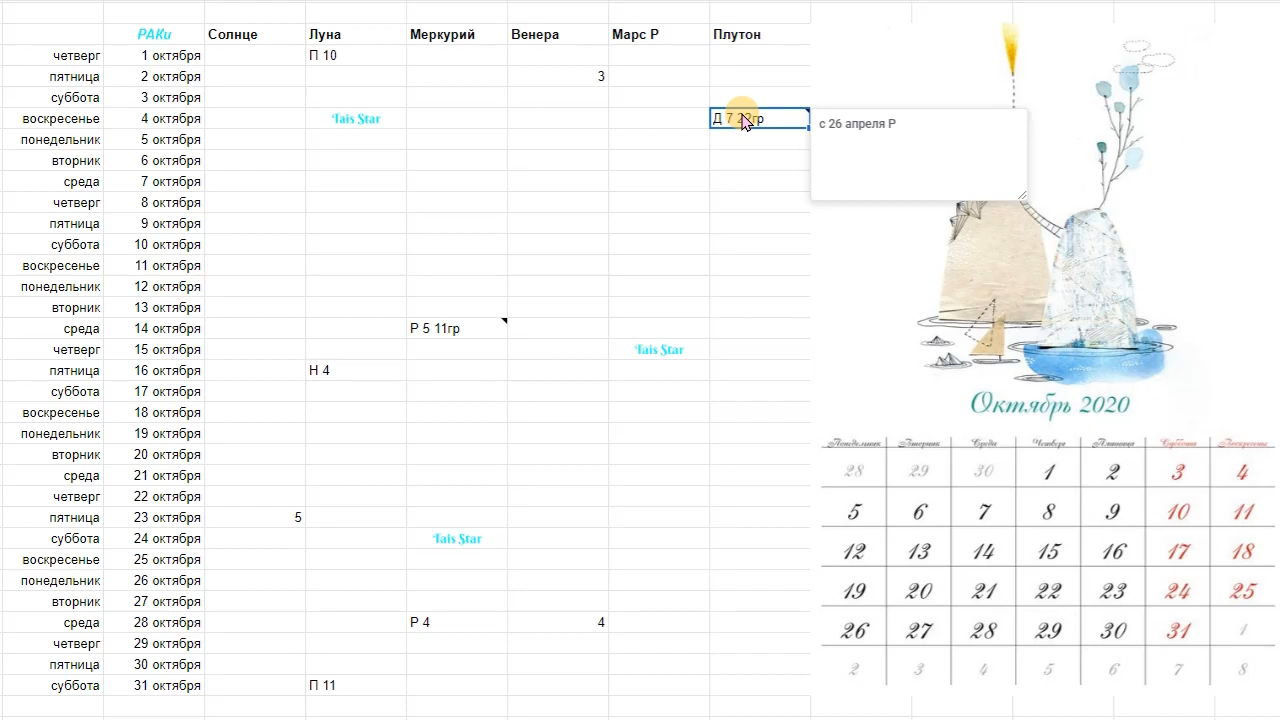 РАКи Солнце Луна Меркурий Венера Марс Р Плутон
четверг 1 октября П 10
пятница 2 октября 3
суббота 3 октября
воскресенье 4 октября Tais Star Д 7 22гр
с 26 апреля Р
понедельник 5 октября
вторник 6 октября
среда 7 октября
четверг 8 октября
пятница 9 октября
суббота 10 октября
воскресенье 11 октября
понедельник 12 октября
вторник 13 октября
среда 14 октября Р 5 11гр
четверг 15 октября Tais Star
пятница 16 октября Н 4
суббота 17 октября
воскресенье 18 октября
понедельник 19 октября
вторник 20 октября
среда 21 октября
четверг 22 октября
пятница 23 октября 5
суббота 24 октября Tais Star
воскресенье 25 октября
понедельник 26 октября
вторник 27 октября
среда 28 октября Р 4 4
четверг 29 октября
пятница 30 октября
суббота 31 октября П 11
Октябрь 2020
Понедельник Вторник Среда Четверг Пятница Суббота Воскресенье
28 29 30 1 2 3 4
5 6 7 8 9 10 11
12 13 14 15 16 17 18
19 20 21 22 23 24 25
26 27 28 29 30 31 1
2 3 4 5 6 7 8